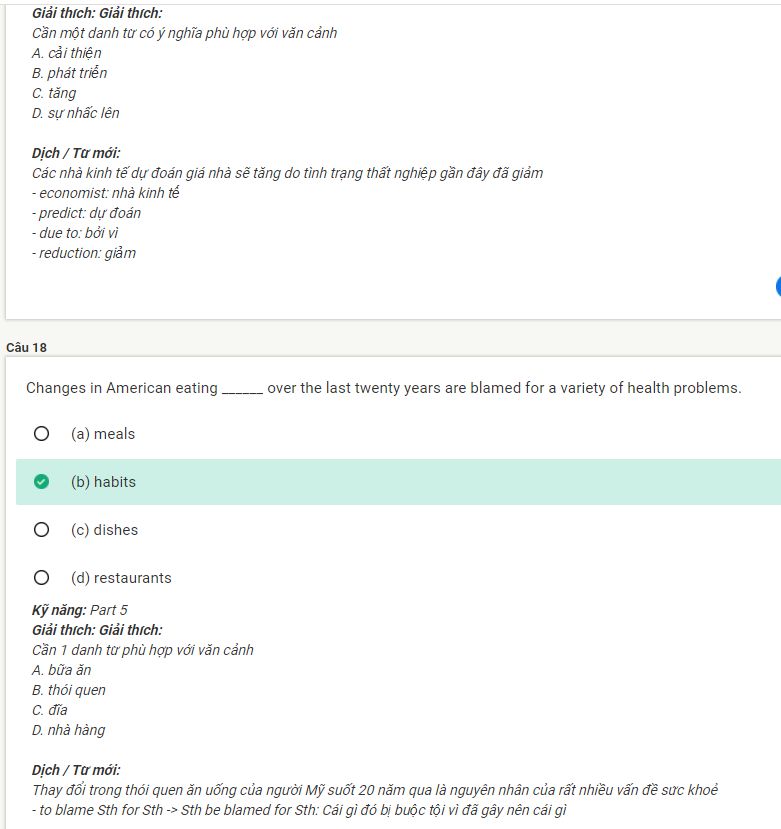 Giải thích: Giải thích:
Cần một danh từ có ý nghĩa phù hợp với văn cảnh
A. cải thiện
B. phát triển
C. tăng
D. sự nhấc lên
Dịch / Từ mới:
Các nhà kinh tế dự đoán giá nhà sẽ tăng do tình trạng thất nghiệp gần đây đã giảm
- economist: nhà kinh tế
- predict: dự đoán
- due to: bởi vì
- reduction: giảm
Câu 18
Changes in American eating ______ over the last twenty years are blamed for a variety of health problems.
(a) meals
(b) habits
(c) dishes
(d) restaurants
Kỹ năng: Part 5
Giải thích: Giải thích:
Cần 1 danh từ phù hợp với văn cảnh
A. bữa ăn
B. thói quen
C. đĩa
D. nhà hàng
Dịch / Từ mới:
Thay đổi trong thói quen ăn uống của người Mỹ suốt 20 năm qua là nguyên nhân của rất nhiều vấn đề sức khoẻ
- to blame Sth for Sth -> Sth be blamed for Sth: Cái gì đó bị buộc tội vì đã gây nên cái gì